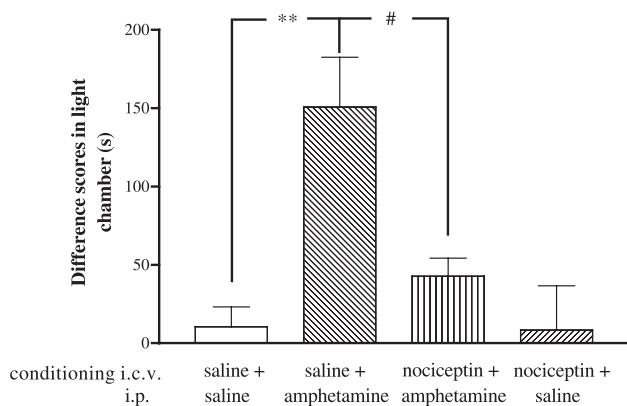 ** #
200
150
100
50
0
Difference scores in light
chamber (s)
conditioning i.c.v. saline + saline + nociceptin + nociceptin +
i.p. saline amphetamine amphetamine saline